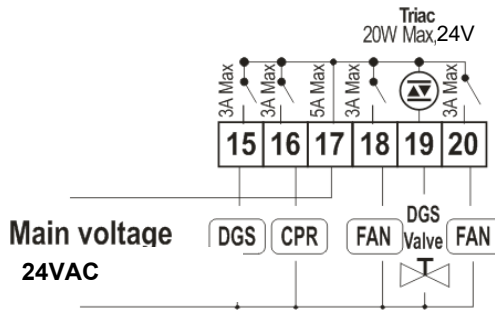 Triac
20W Max,24V
3A Max
3A Max
5A Max
3A Max
3A Max
15 16 17 18 19 20
Main voltage
24VAC
DGS
CPR
FAN
DGS
Valve
FAN